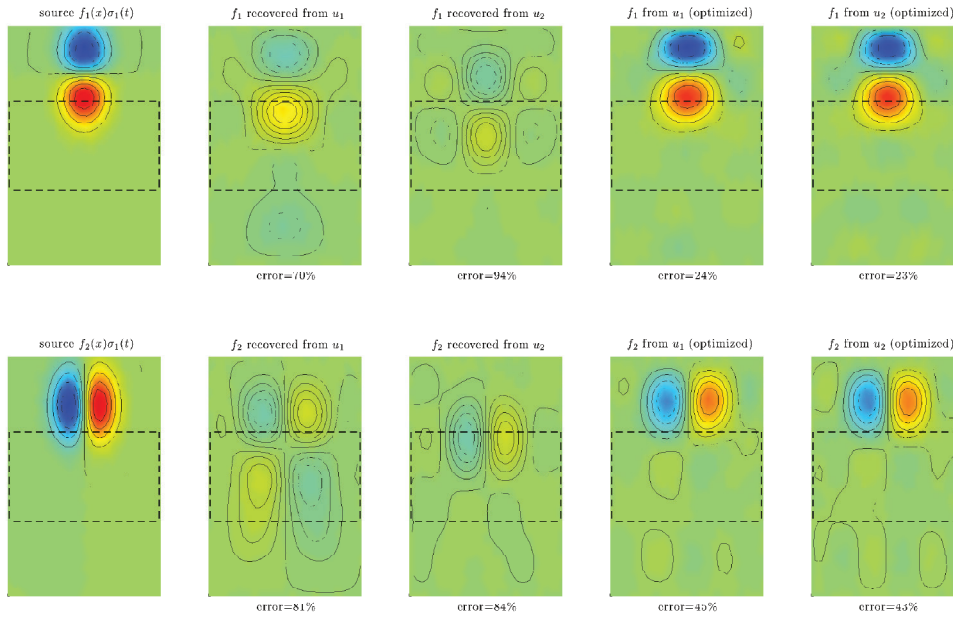 source f₁(x)σ₁(t)
f₁ recovered from u₁
f₁ recovered from u₂
f₁ from u₁ (optimized)
f₁ from u₂ (optimized)
error=70%
error=94%
error=24%
error=23%
source f₂(x)σ₁(t)
f₂ recovered from u₁
f₂ recovered from u₂
f₂ from u₁ (optimized)
f₂ from u₂ (optimized)
error=81%
error=84%
error=45%
error=43%